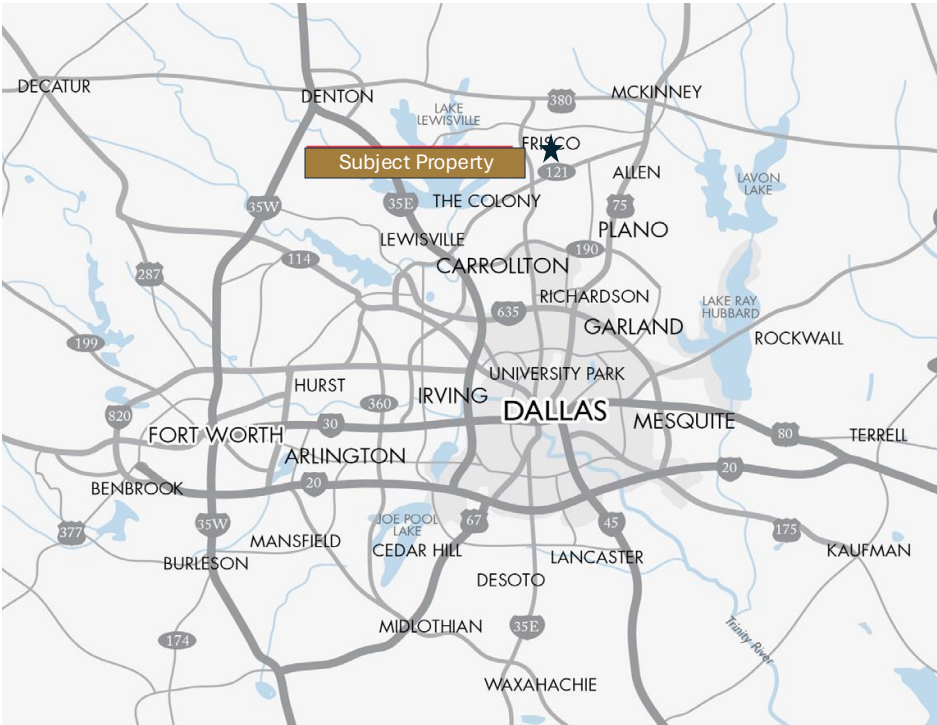 DECATUR
DENTON
LAKE
LEWISVILLE
380
MCKINNEY
FRISCO
Subject Property
121
ALLEN
LAVON
LAKE
35W
35E
THE COLONY
75
PLANO
LEWISVILLE
190
114
CARROLLTON
287
RICHARDSON
635
LAKE RAY
HUBBARD
GARLAND
ROCKWALL
199
UNIVERSITY PARK
HURST
IRVING
360
DALLAS
820
30
MESQUITE
80
FORT WORTH
TERRELL
ARLINGTON
20
20
BENBROOK
377
35W
JOE POOL
LAKE
67
45
175
MANSFIELD
CEDAR HILL
LANCASTER
KAUFMAN
BURLESON
DESOTO
MIDLOTHIAN
35E
174
Trinity River
WAXAHACHIE